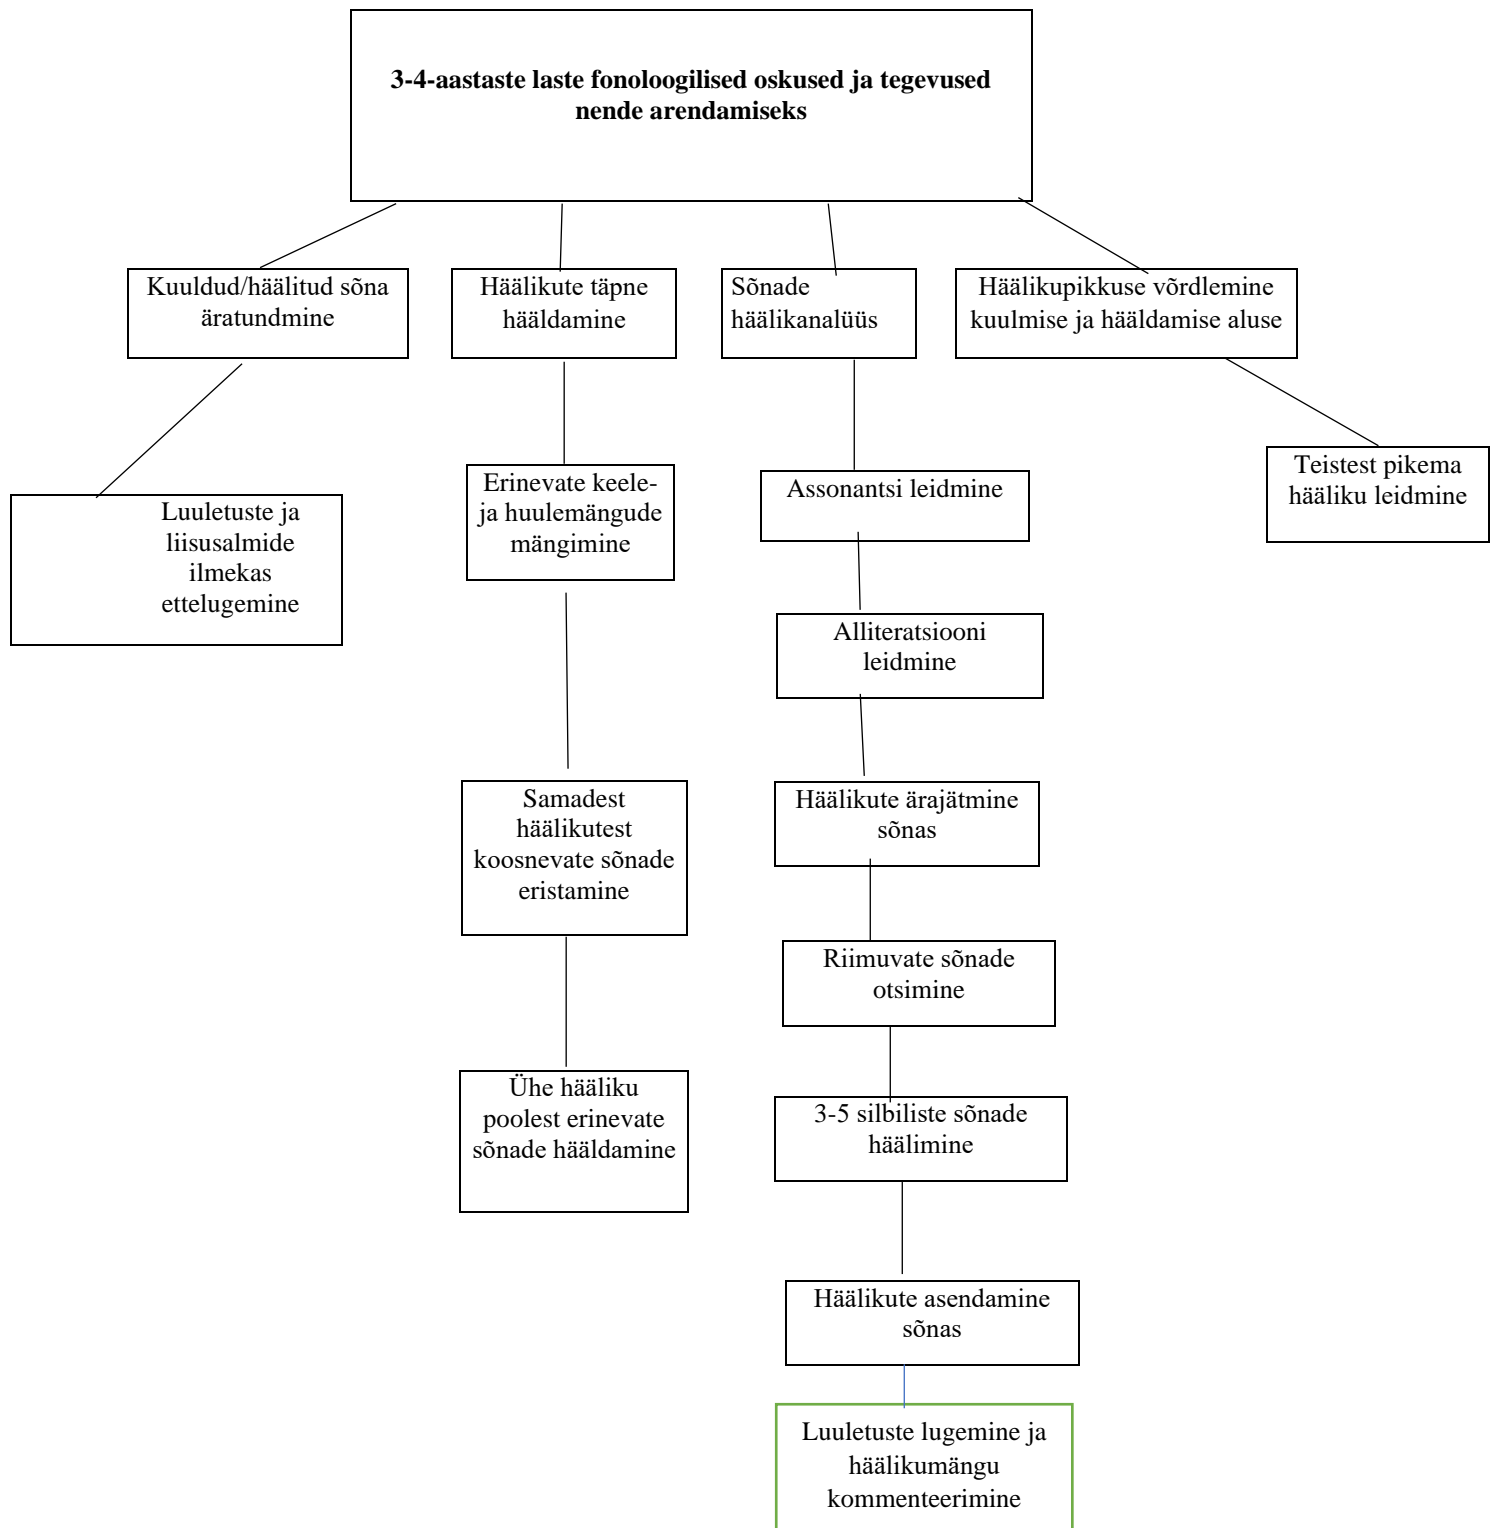 3-4-aastaste laste fonoloogilised oskused ja tegevused
nende arendamiseks
Kuuldud/häälitud sõna
äratundmine
Häälikute täpne
hääldamine
Sõnade
häälikanalüüs
Häälikupikkuse võrdlemine
kuulmise ja hääldamise aluse
Luuletuste ja
liisusalmide
ilmekas
ettelugemine
Erinevate keele-
ja huulemängude
mängimine
Assonantsi leidmine
Teistest pikema
hääliku leidmine
Alliteratsiooni
leidmine
Samadest
häälikutest
koosnevate sõnade
eristamine
Häälikute ärajätmine
sõnas
Riimuvate sõnade
otsimine
Ühe hääliku
poolest erinevate
sõnade hääldamine
3-5 silbiliste sõnade
häälimine
Häälikute asendamine
sõnas
Luuletuste lugemine ja
häälikumängu
kommenteerimine